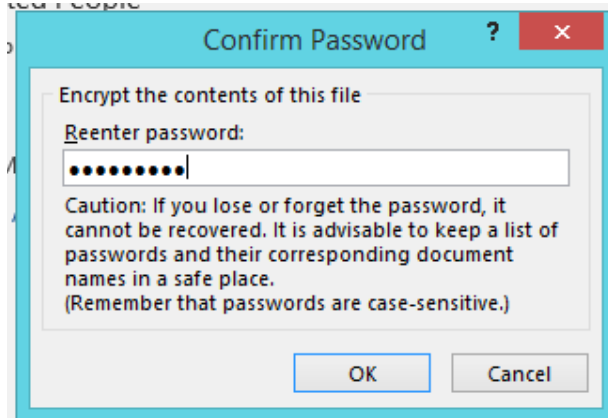 ted People
Confirm Password ?
Encrypt the contents of this file
Reenter password:
•••••••••
Caution: If you lose or forget the password, it
cannot be recovered. It is advisable to keep a list of
passwords and their corresponding document
names in a safe place.
(Remember that passwords are case-sensitive.)
OK Cancel